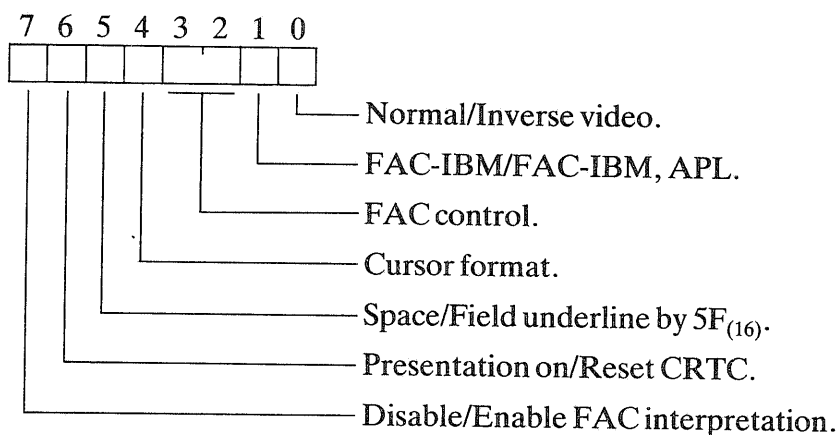 7 6 5 4 3 2 1 0
Normal/Inverse video.
FAC-IBM/FAC-IBM, APL.
FAC control.
Cursor format.
Space/Field underline by 5F(16).
Presentation on/Reset CRTC.
Disable/Enable FAC interpretation.